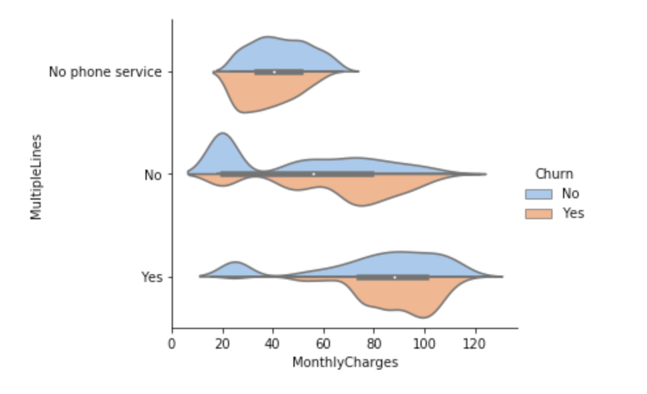 No phone service
No
Yes
MultipleLines
0 20 40 60 80 100 120
MonthlyCharges
Churn
No
Yes